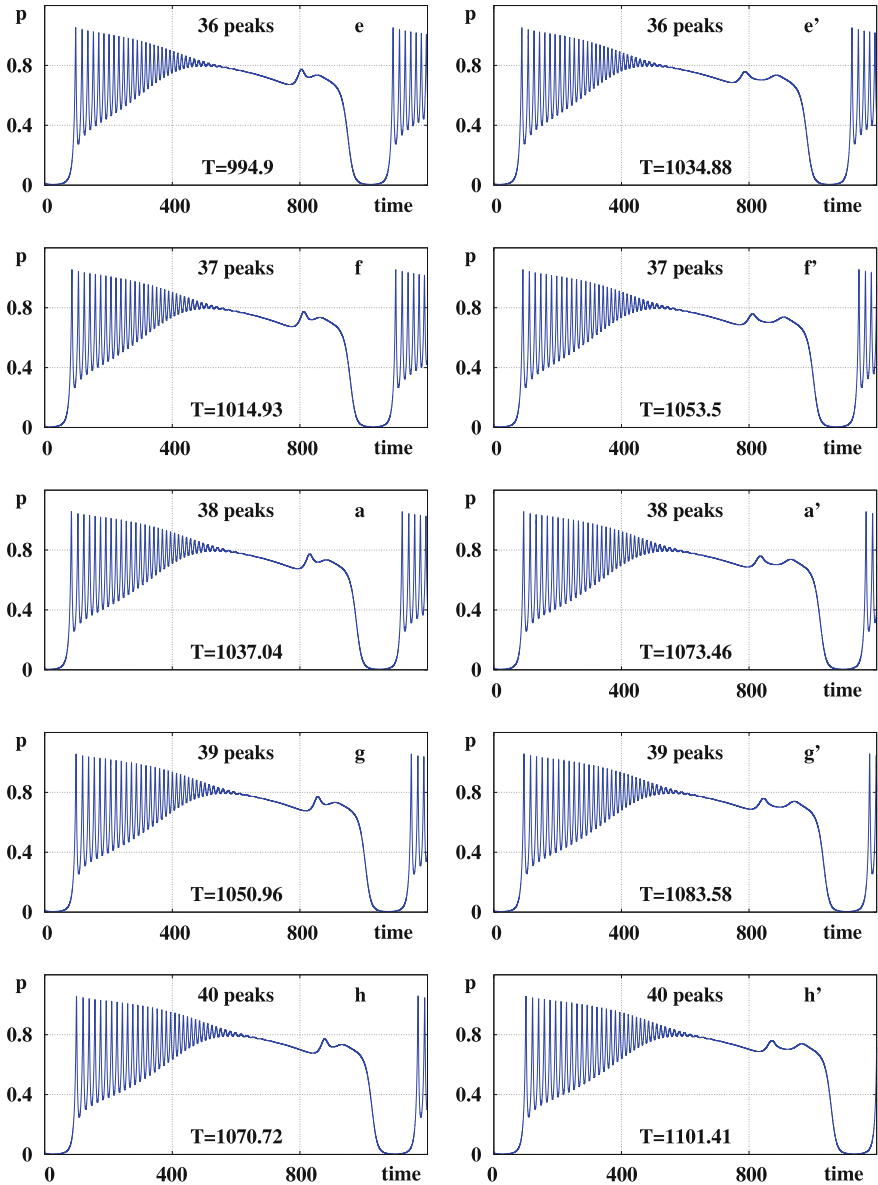 p 36 peaks e
0.8
0.4
T=994.9
0
0 400 800 time
p 36 peaks e’
0.8
0.4
T=1034.88
0
0 400 800 time
p 37 peaks f
0.8
0.4
T=1014.93
0
0 400 800 time
p 37 peaks f’
0.8
0.4
T=1053.5
0
0 400 800 time
p 38 peaks a
0.8
0.4
T=1037.04
0
0 400 800 time
p 38 peaks a’
0.8
0.4
T=1073.46
0
0 400 800 time
p 39 peaks g
0.8
0.4
T=1050.96
0
0 400 800 time
p 39 peaks g’
0.8
0.4
T=1083.58
0
0 400 800 time
p 40 peaks h
0.8
0.4
T=1070.72
0
0 400 800 time
p 40 peaks h’
0.8
0.4
T=1101.41
0
0 400 800 time